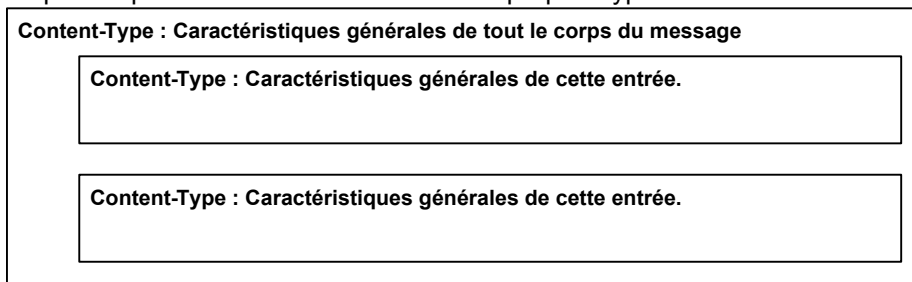 Content-Type : Caractéristiques générales de tout le corps du message
Content-Type : Caractéristiques générales de cette entrée.
Content-Type : Caractéristiques générales de cette entrée.